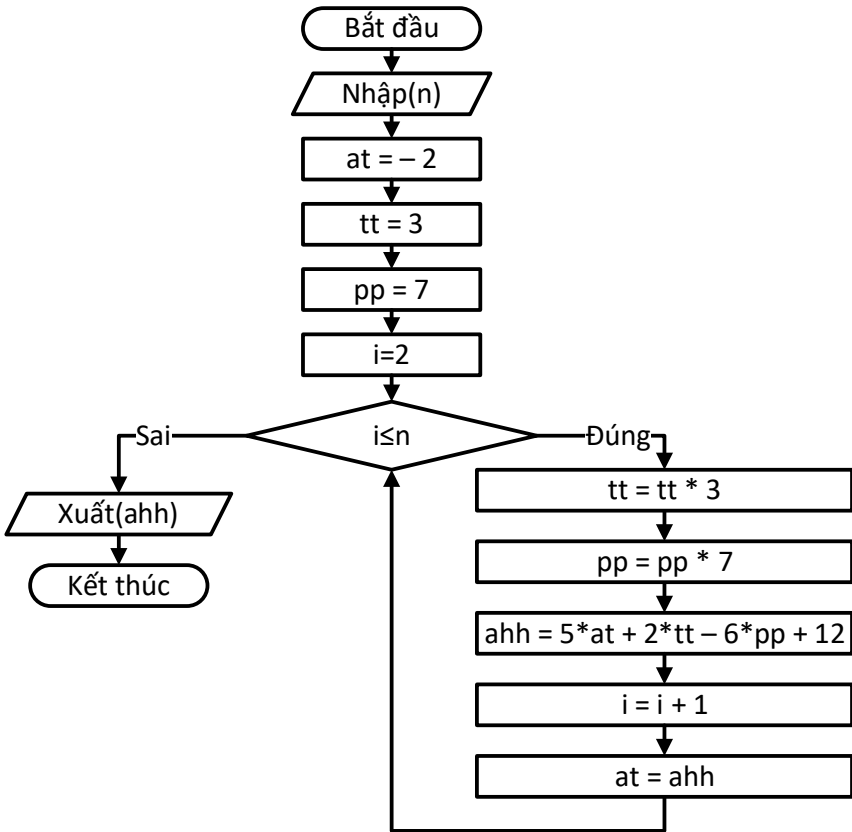 Bắt đầu
Nhập(n)
at = – 2
tt = 3
pp = 7
i=2
i≤n
Sai
Đúng
Xuất(ahh)
Kết thúc
tt = tt * 3
pp = pp * 7
ahh = 5*at + 2*tt – 6*pp + 12
i = i + 1
at = ahh